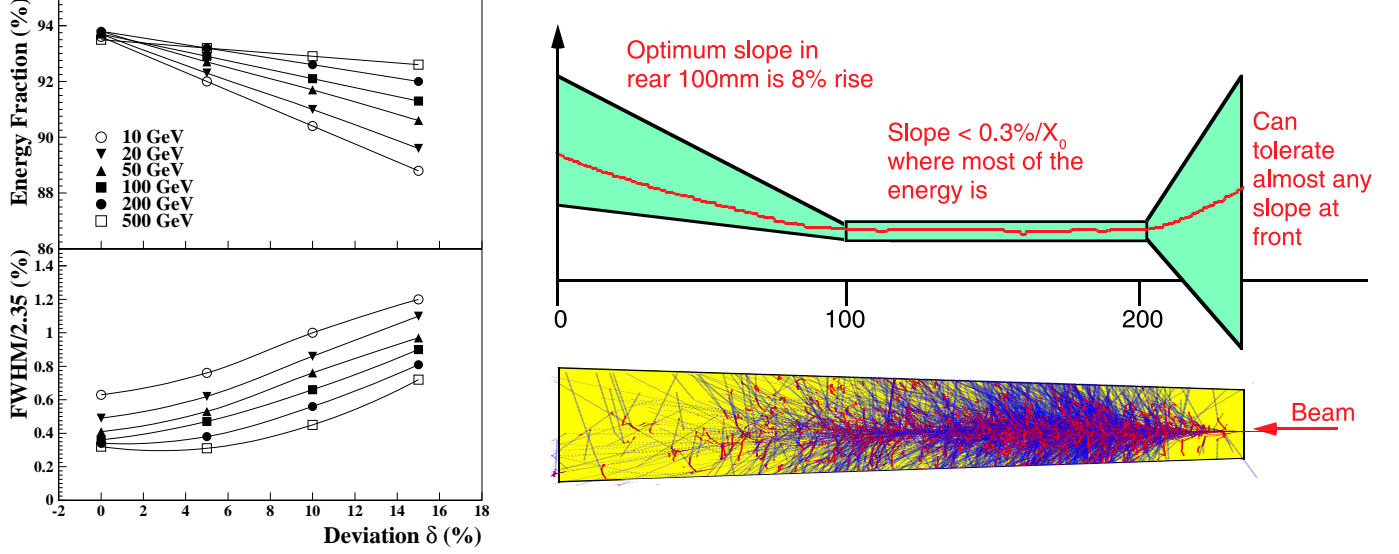 Energy Fraction (%)
94
92
90
88
86
10 GeV
20 GeV
50 GeV
100 GeV
200 GeV
500 GeV
FWHM/2.35 (%)
1.4
1.2
1
0.8
0.6
0.4
0.2
0
-2 0 2 4 6 8 10 12 14 16 18
Deviation δ (%)
Optimum slope in
rear 100mm is 8% rise
Slope < 0.3%/X₀
where most of the
energy is
Can
tolerate
almost any
slope at
front
0 100 200
Beam